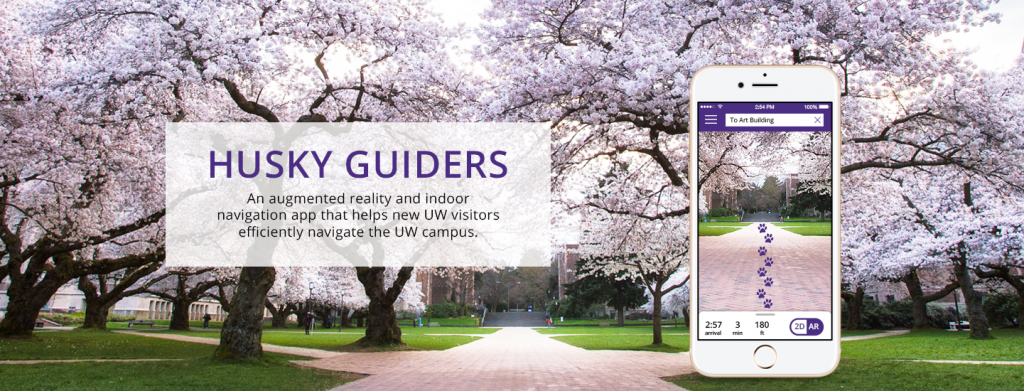 HUSKY GUIDERS
An augmented reality and indoor
navigation app that helps new UW visitors
efficiently navigate the UW campus.
2:54 PM
100%
To Art Building
2:57
arrival
3
min
180
ft
2D AR